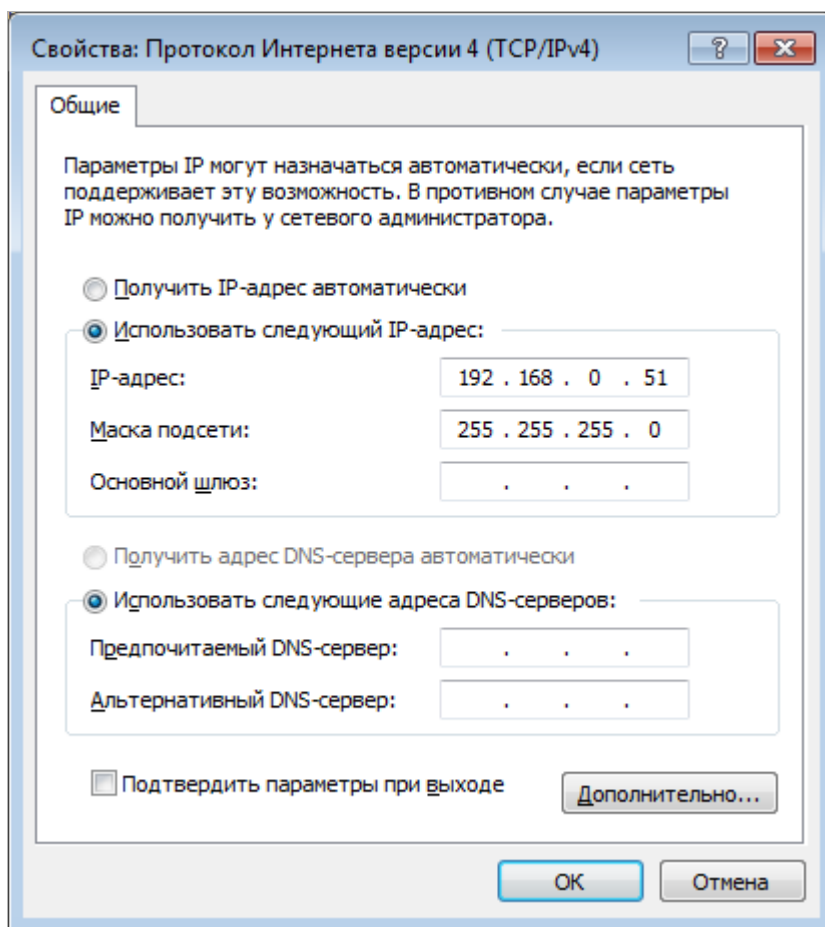 Свойства: Протокол Интернета версии 4 (TCP/IPv4)
Общие
Параметры IP могут назначаться автоматически, если сеть
поддерживает эту возможность. В противном случае параметры
IP можно получить у сетевого администратора.
Получить IP-адрес автоматически
Использовать следующий IP-адрес:
IP-адрес: 192 . 168 . 0 . 51
Маска подсети: 255 . 255 . 255 . 0
Основной шлюз: . . .
Получить адрес DNS-сервера автоматически
Использовать следующие адреса DNS-серверов:
Предпочитаемый DNS-сервер: . . .
Альтернативный DNS-сервер: . . .
Подтвердить параметры при выходе
Дополнительно...
ОК
Отмена